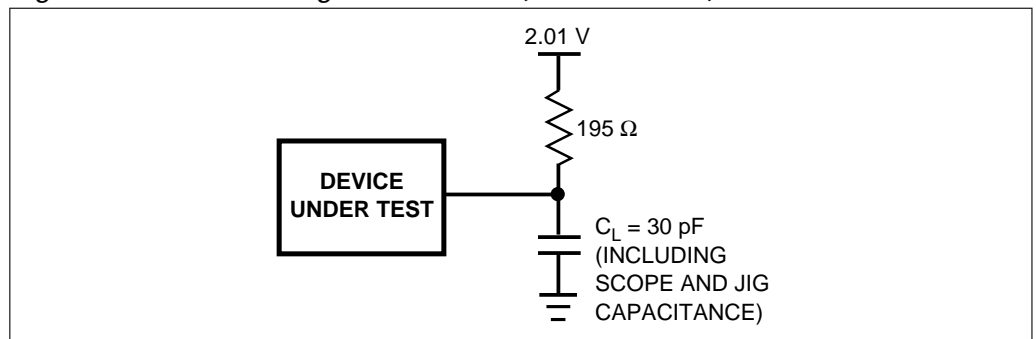 2.01 V
195 Ω
DEVICE
UNDER TEST
C_L = 30 pF
(INCLUDING
SCOPE AND JIG
CAPACITANCE)